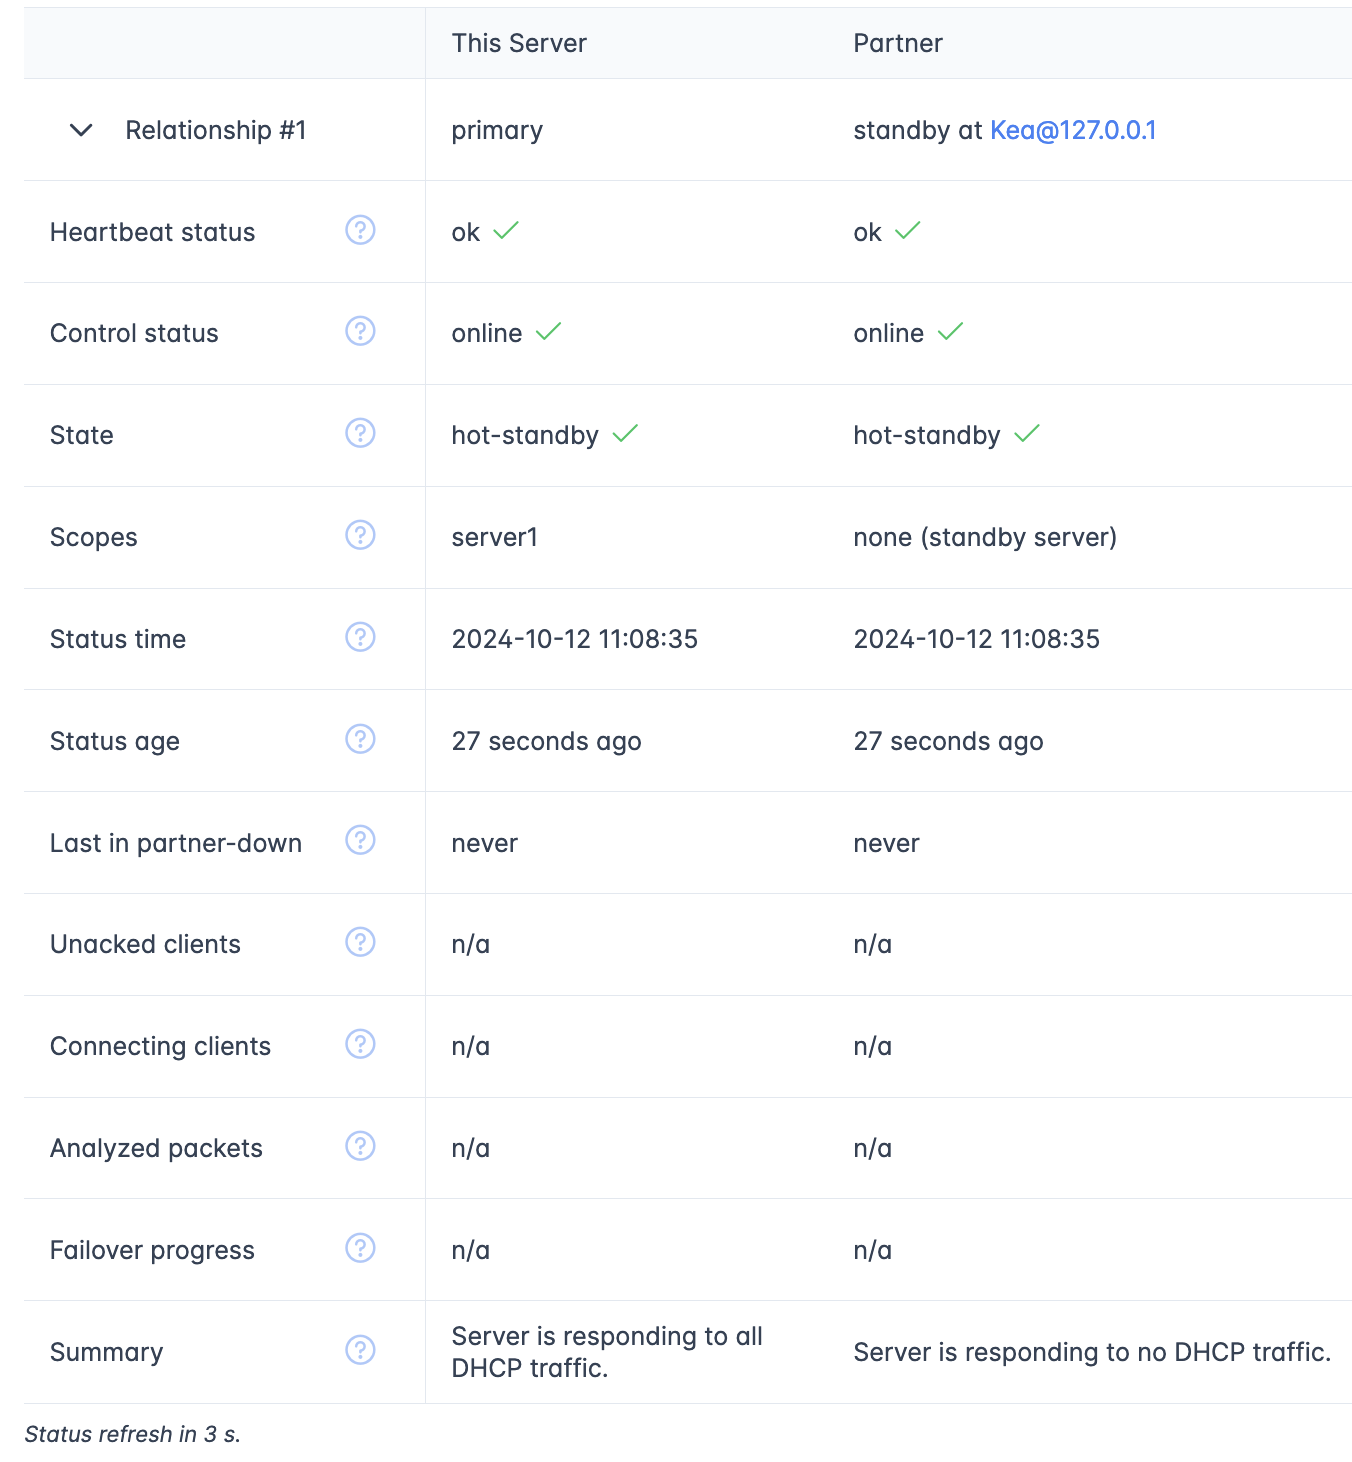 This Server Partner
Relationship #1 primary standby at Kea@127.0.0.1
Heartbeat status ? ok ok
Control status ? online online
State ? hot-standby hot-standby
Scopes ? server1 none (standby server)
Status time ? 2024-10-12 11:08:35 2024-10-12 11:08:35
Status age ? 27 seconds ago 27 seconds ago
Last in partner-down ? never never
Unacked clients ? n/a n/a
Connecting clients ? n/a n/a
Analyzed packets ? n/a n/a
Failover progress ? n/a n/a
Summary ? Server is responding to all
DHCP traffic. Server is responding to no DHCP traffic.
Status refresh in 3 s.